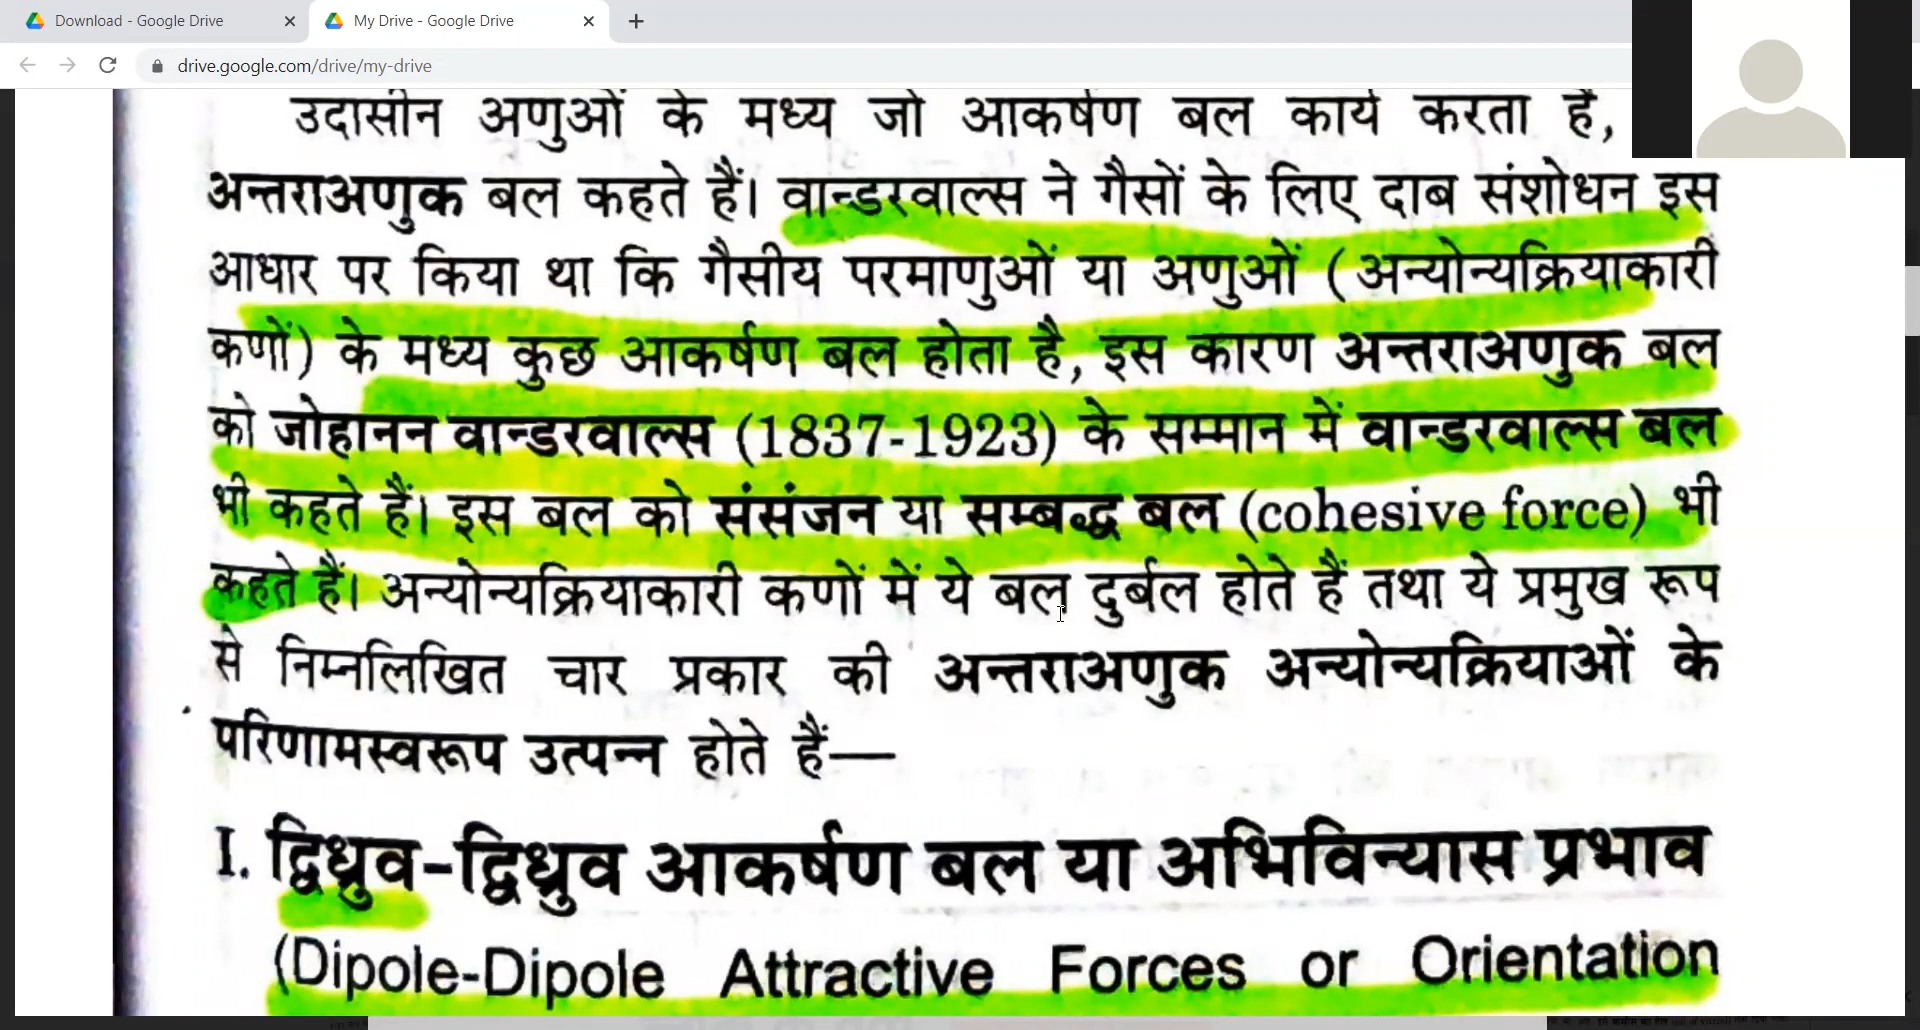 Download - Google Drive
My Drive - Google Drive
drive.google.com/drive/my-drive
उदासीन अणुओं के मध्य जो आकर्षण बल कार्य करता है,
अन्तराअणुक बल कहते हैं। वान्डरवाल्स ने गैसों के लिए दाब संशोधन इस
आधार पर किया था कि गैसीय परमाणुओं या अणुओं (अन्योन्यक्रियाकारी
कणों) के मध्य कुछ आकर्षण बल होता है, इस कारण अन्तराअणुक बल
को जोहानन वान्डरवाल्स (1837-1923) के सम्मान में वान्डरवाल्स बल
भी कहते हैं। इस बल को संसंजन या सम्बद्ध बल (cohesive force) भी
कहते हैं। अन्योन्यक्रियाकारी कणों में ये बल दुर्बल होते हैं तथा ये प्रमुख रूप
से निम्नलिखित चार प्रकार की अन्तराअणुक अन्योन्यक्रियाओं के
परिणामस्वरूप उत्पन्न होते हैं—
I. द्विध्रुव-द्विध्रुव आकर्षण बल या अभिविन्यास प्रभाव
(Dipole-Dipole Attractive Forces or Orientation